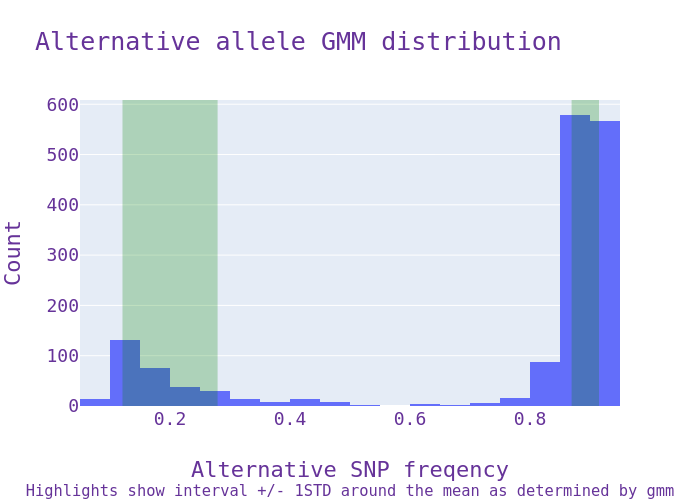 Alternative allele GMM distribution
600
500
400
300
200
100
0
Count
0.2 0.4 0.6 0.8
Alternative SNP freqency
Highlights show interval +/- 1STD around the mean as determined by gmm